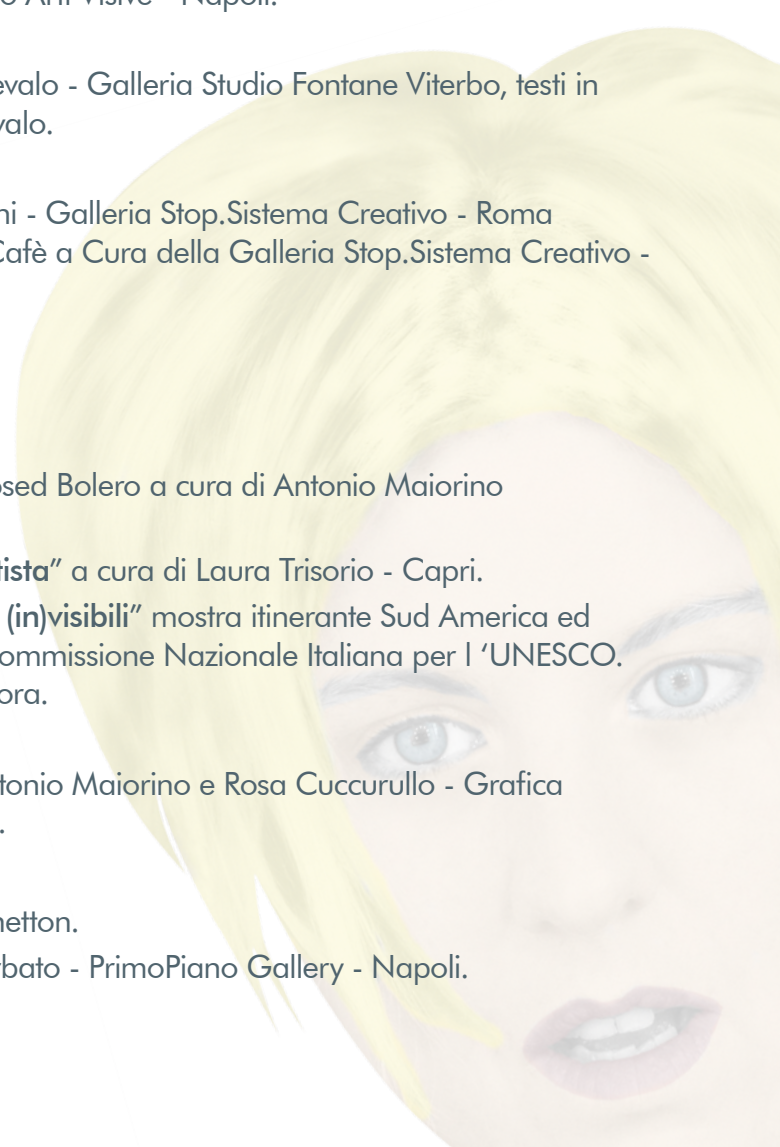 o Arti Visive - Napoli.
evalo - Galleria Studio Fontane Viterbo, testi in
valo.
ni - Galleria Stop.Sistema Creativo - Roma
Cafè a Cura della Galleria Stop.Sistema Creativo -
osed Bolero a cura di Antonio Maiorino
tista” a cura di Laura Trisorio - Capri.
(in)visibili” mostra itinerante Sud America ed
ommissione Nazionale Italiana per l ‘UNESCO.
ora.
tonio Maiorino e Rosa Cuccurullo - Grafica
.
netton.
rbato - PrimoPiano Gallery - Napoli.